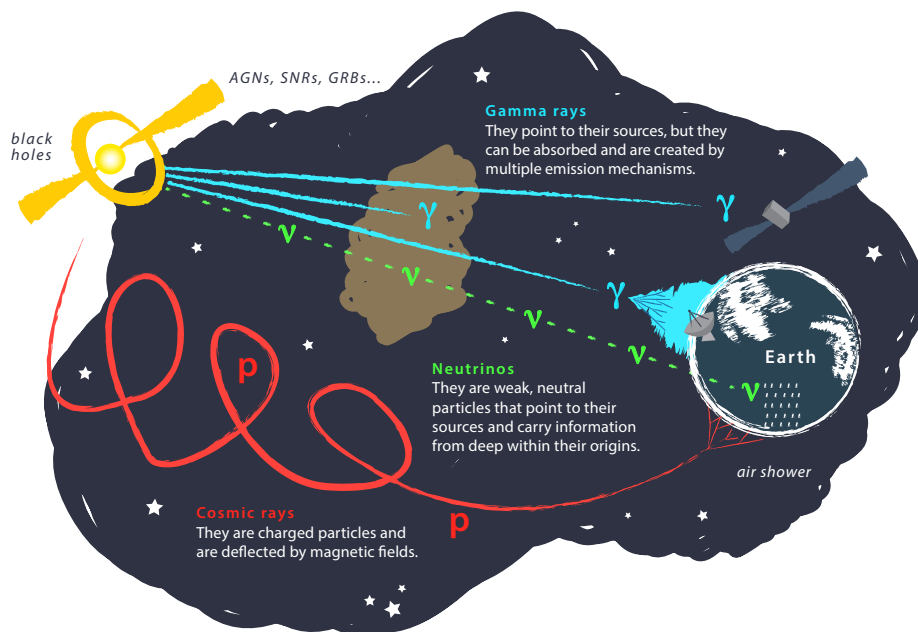 AGNs, SNRs, GRBs...
black
holes
Gamma rays
They point to their sources, but they
can be absorbed and are created by
multiple emission mechanisms.
γ
γ
ν
ν
γ
ν
ν
Earth
ν
p
Neutrinos
They are weak, neutral
particles that point to their
sources and carry information
from deep within their origins.
air shower
Cosmic rays
They are charged particles and
are deflected by magnetic fields.
p